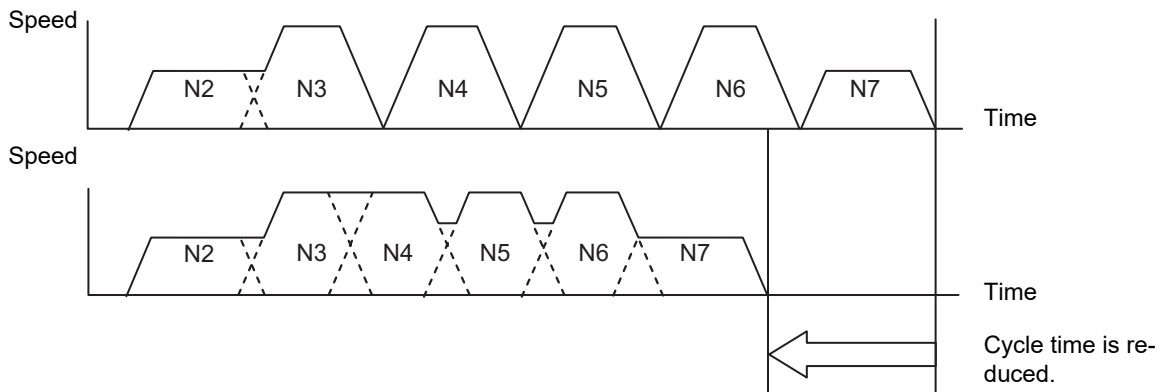 Speed
N2 N3 N4 N5 N6 N7
Time
Speed
N2 N3 N4 N5 N6 N7
Time
Cycle time is re-
duced.